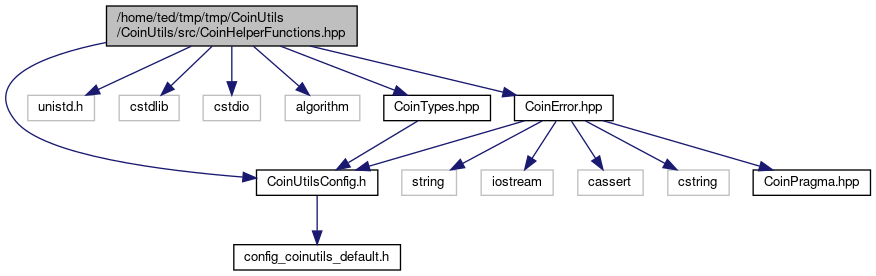 /home/ted/tmp/tmp/CoinUtils
/CoinUtils/src/CoinHelperFunctions.hpp
unistd.h
cstdlib
cstdio
algorithm
CoinTypes.hpp
CoinError.hpp
CoinUtilsConfig.h
string
iostream
cassert
cstring
CoinPragma.hpp
config_coinutils_default.h